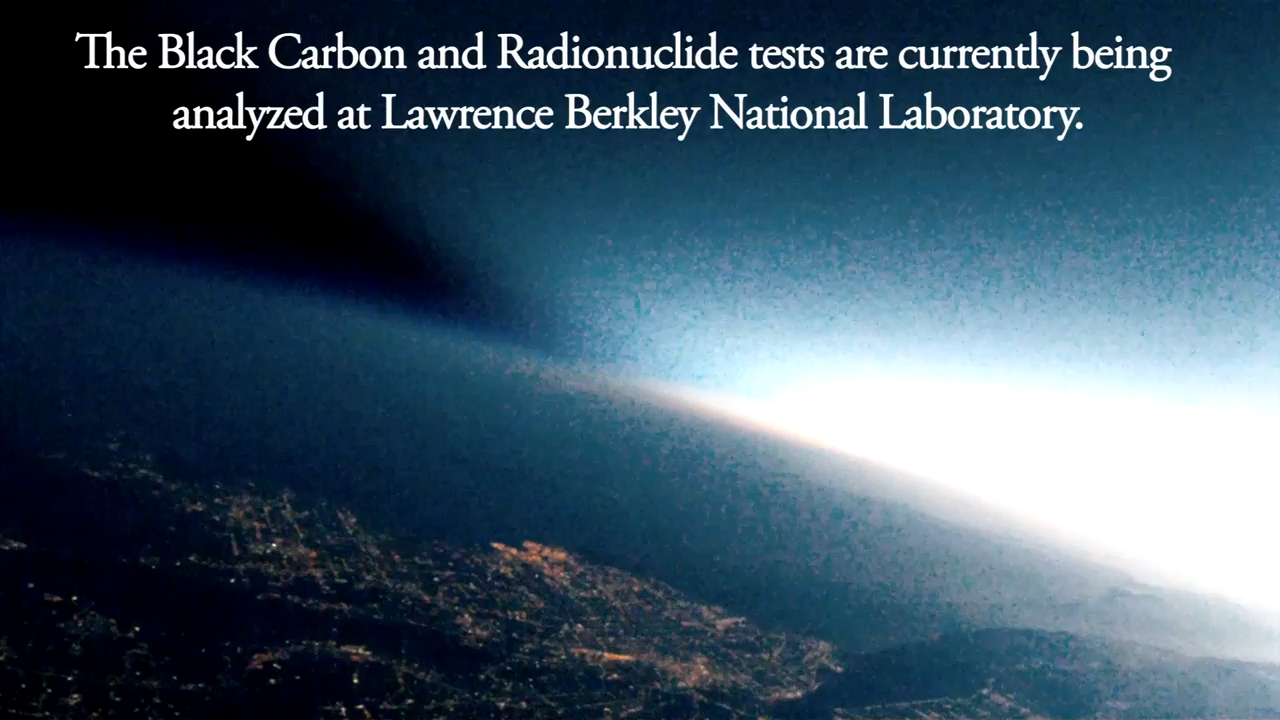 The Black Carbon and Radionuclide tests are currently being
analyzed at Lawrence Berkley National Laboratory.